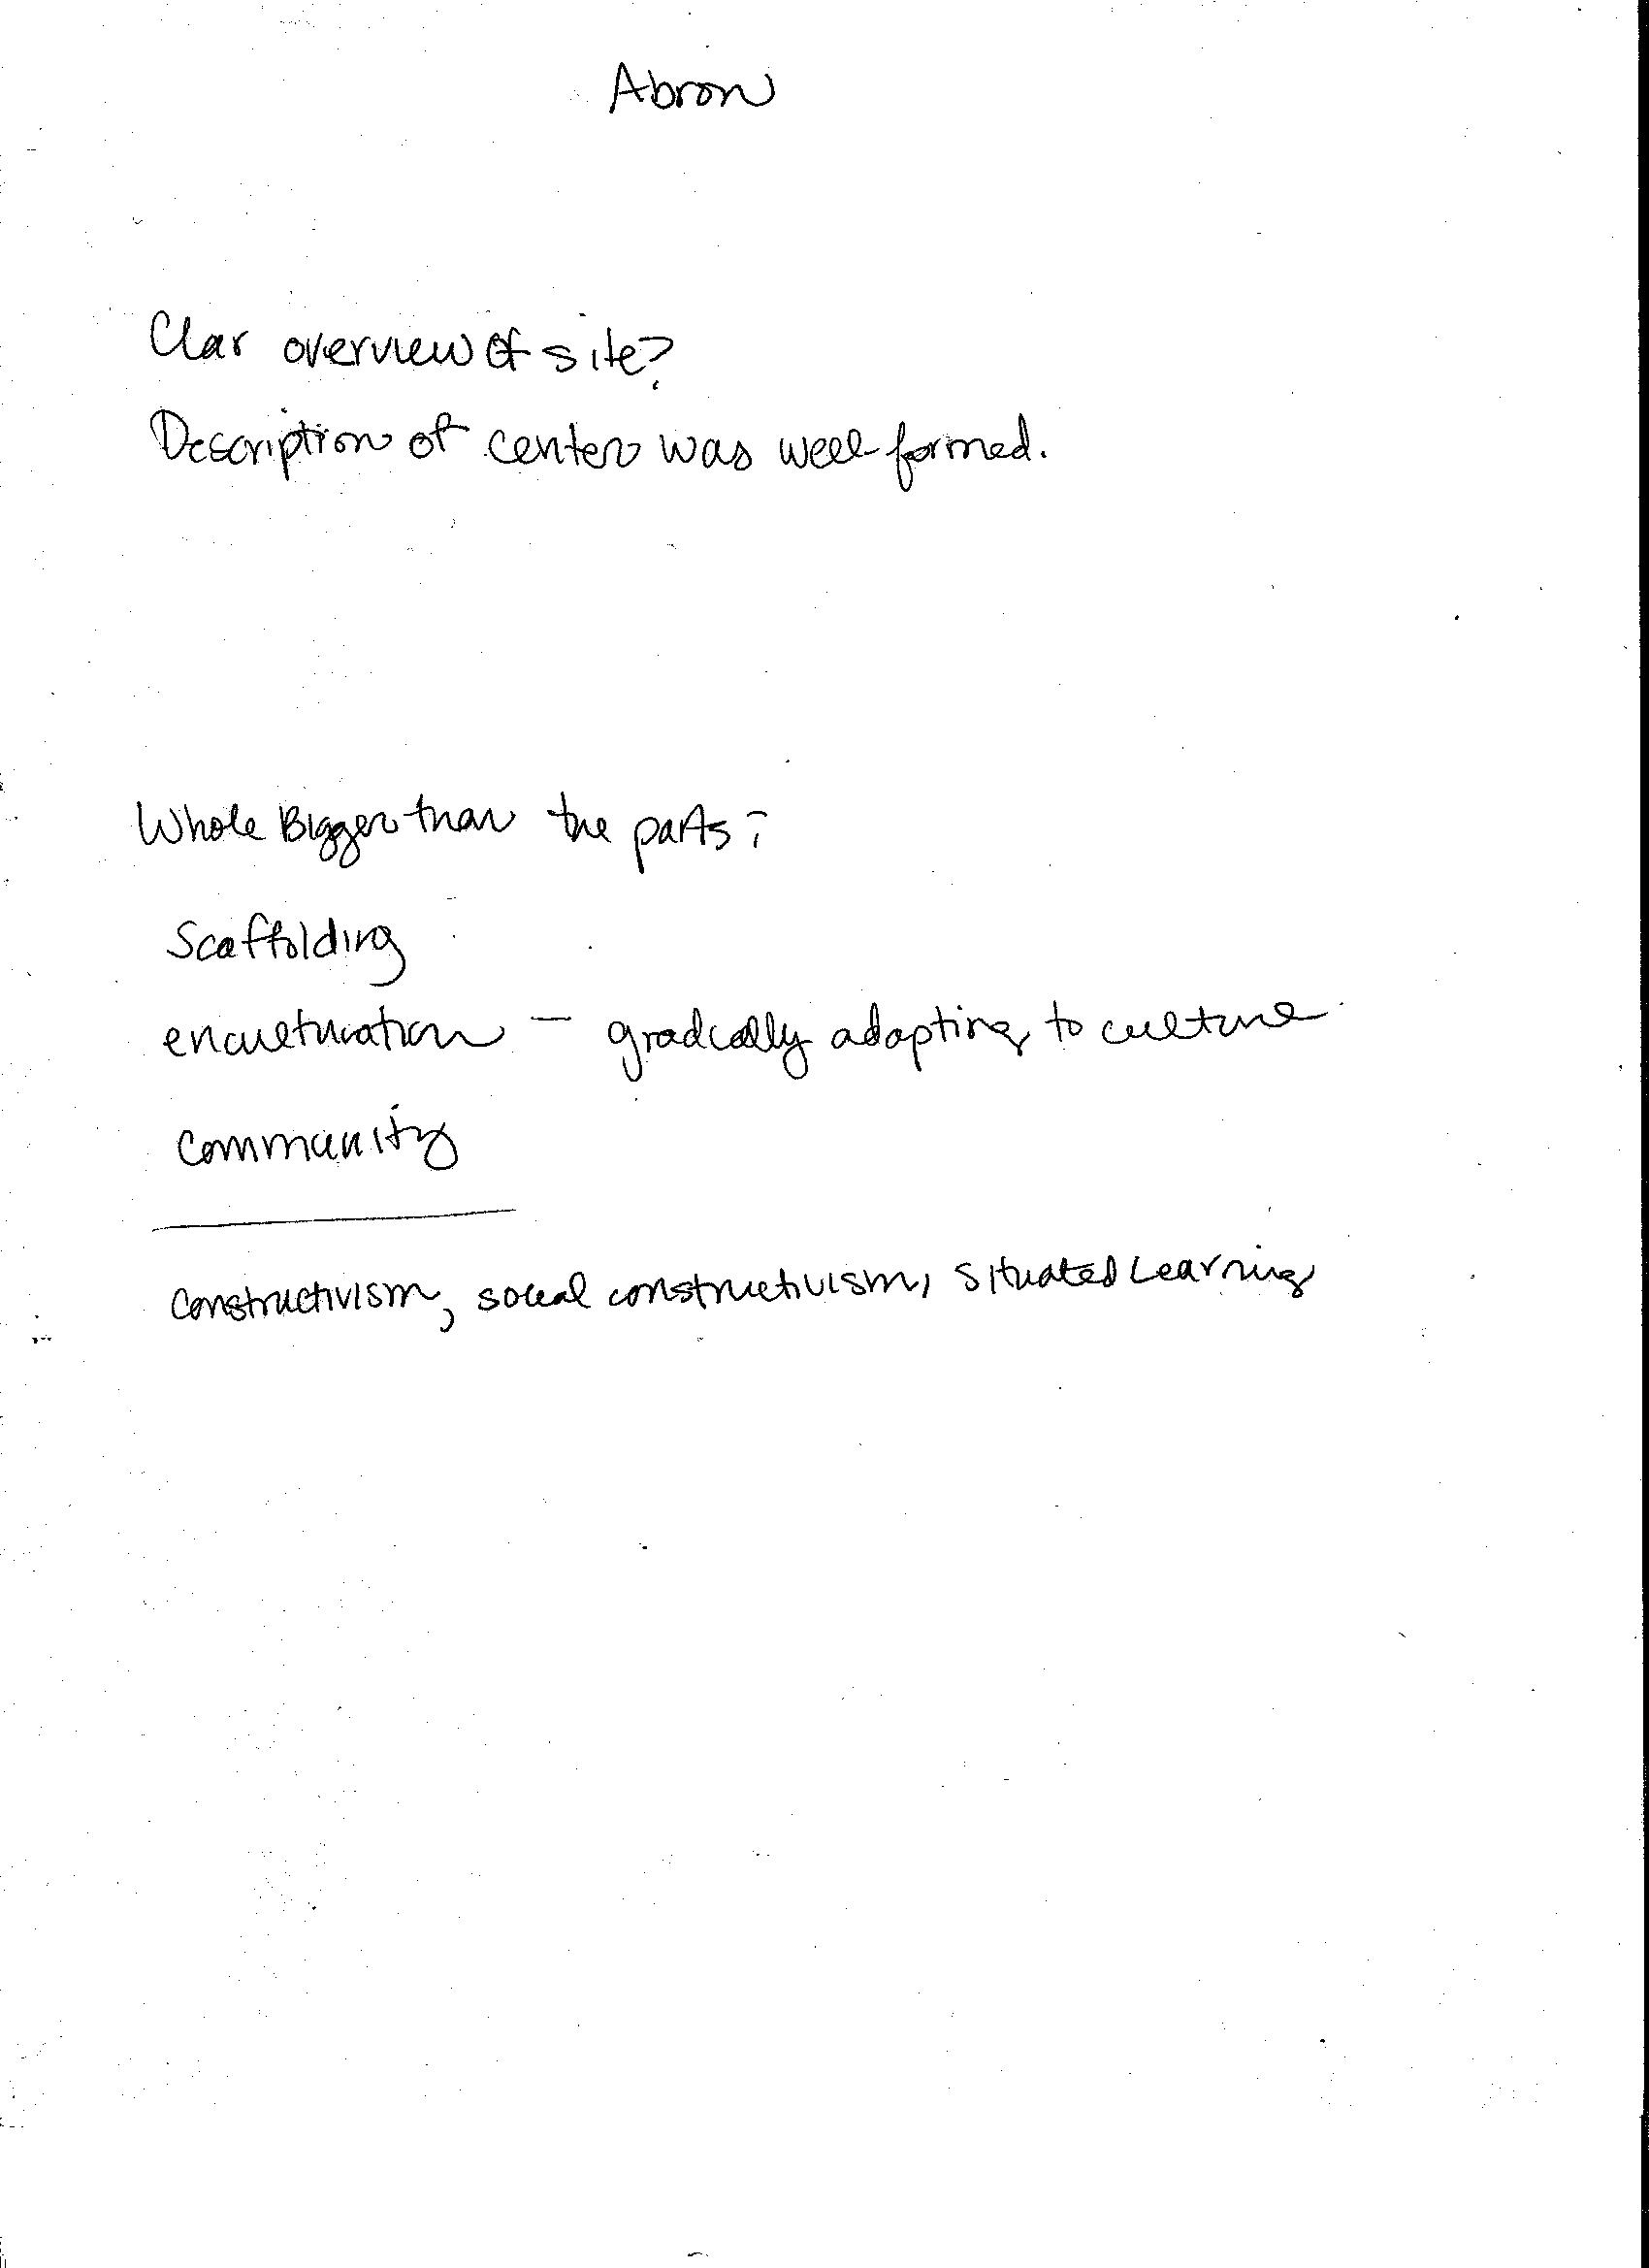 Abron
Clar overview of site?
Description of center was well formed.
Whole Bigger than the parts;
Scaffolding
enculturation – gradually adapting to culture
Community
Constructivism, social constructivism, Situated Learning